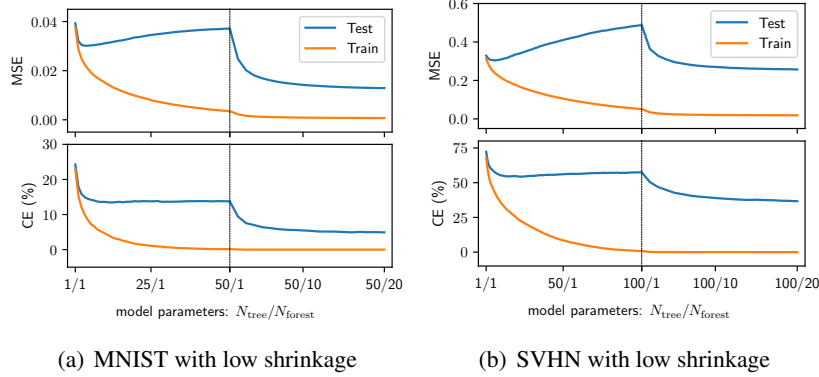 0.04
0.02
0.00
MSE
Test
Train
30
20
10
0
CE (%)
1/1 25/1 50/1 50/10 50/20
model parameters: N_tree/N_forest
(a) MNIST with low shrinkage
0.6
0.4
0.2
0.0
MSE
Test
Train
75
50
25
0
CE (%)
1/1 50/1 100/1 100/10 100/20
model parameters: N_tree/N_forest
(b) SVHN with low shrinkage